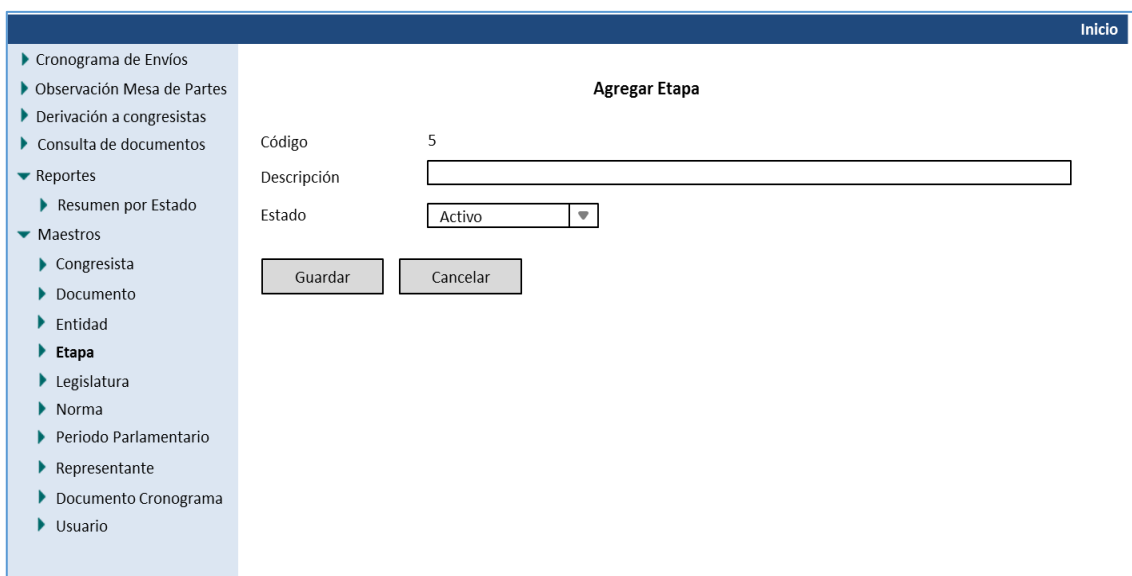 Inicio
Cronograma de Envíos
Observación Mesa de Partes
Derivación a congresistas
Consulta de documentos
Reportes
Resumen por Estado
Maestros
Congresista
Documento
Entidad
Etapa
Legislatura
Norma
Periodo Parlamentario
Representante
Documento Cronograma
Usuario
Agregar Etapa
Código 5
Descripción
Estado Activo
Guardar Cancelar